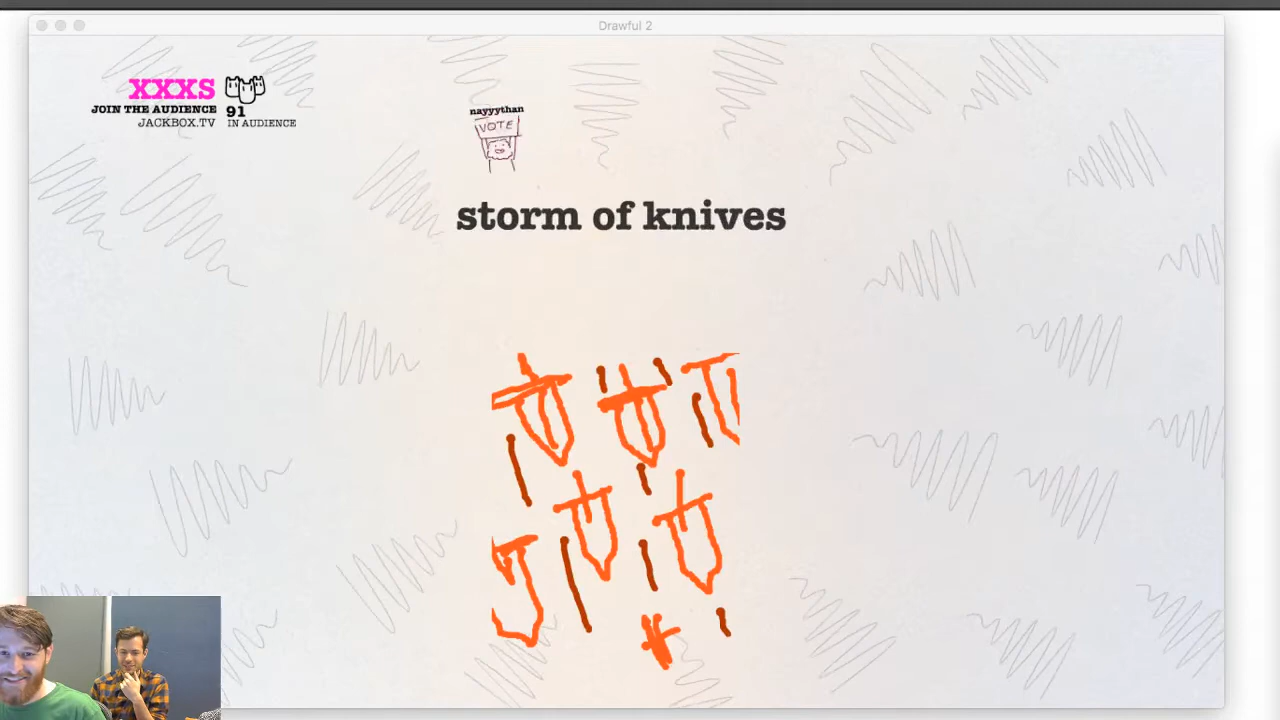 Drawful 2
XXXS
JOIN THE AUDIENCE
JACKBOX.TV
91
IN AUDIENCE
nayyythan
VOTE
storm of knives